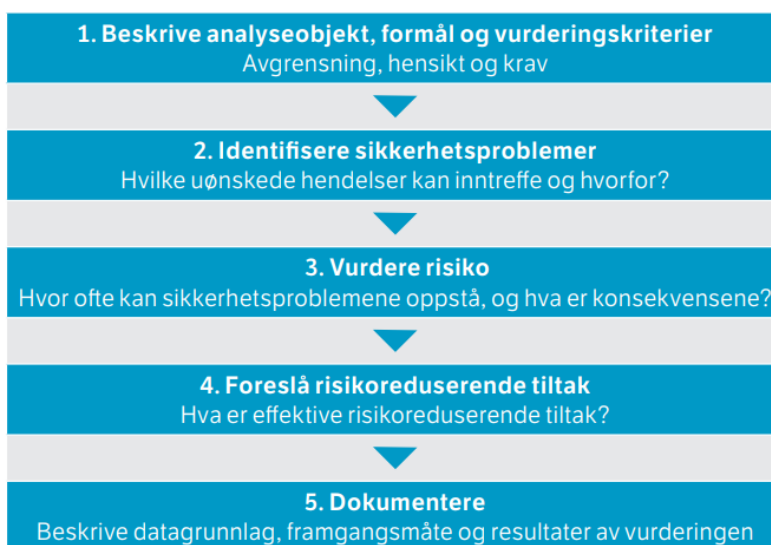 1. Beskrive analyseobjekt, formål og vurderingskriterier
Avgrensning, hensikt og krav
2. Identifisere sikkerhetsproblemer
Hvilke uønskede hendelser kan inntreffe og hvorfor?
3. Vurdere risiko
Hvor ofte kan sikkerhetsproblemene oppstå, og hva er konsekvensene?
4. Foreslå risikoreduserende tiltak
Hva er effektive risikoreduserende tiltak?
5. Dokumentere
Beskrive datagrunnlag, framgangsmåte og resultater av vurderingen